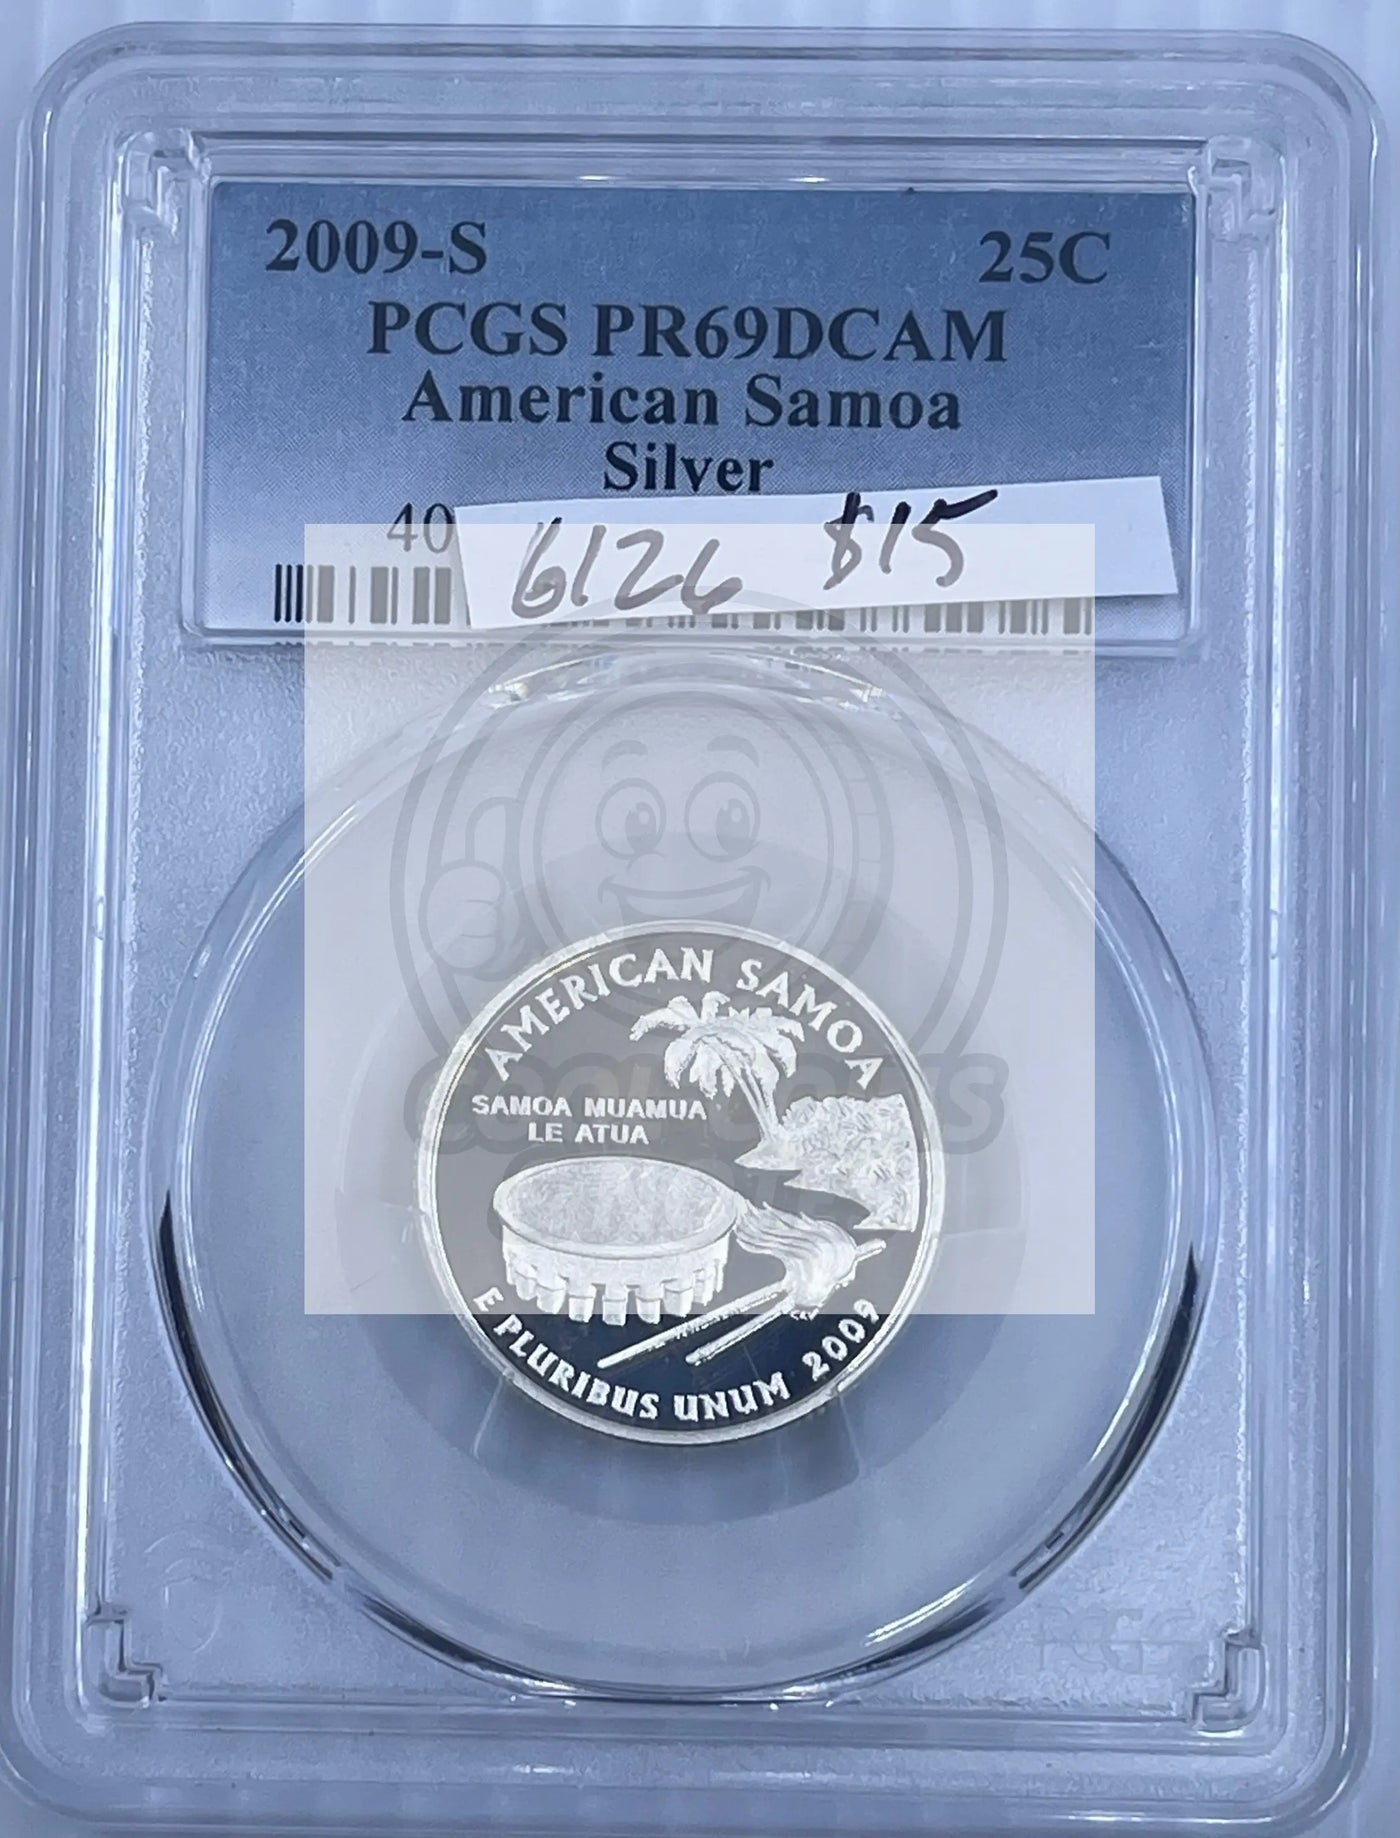 2009-S 25C
PCGS PR69DCAM
American Samoa
Silver
40
6126 $15
AMERICAN SAMOA
SAMOA MUAMUA
LE ATUA
E PLURIBUS UNUM 2009
PCGS